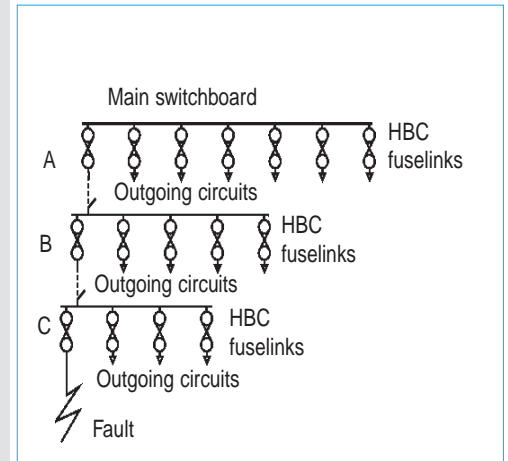 Main switchboard
HBC
fuselinks
A
Outgoing circuits
HBC
fuselinks
B
Outgoing circuits
HBC
fuselinks
C
Outgoing circuits
Fault